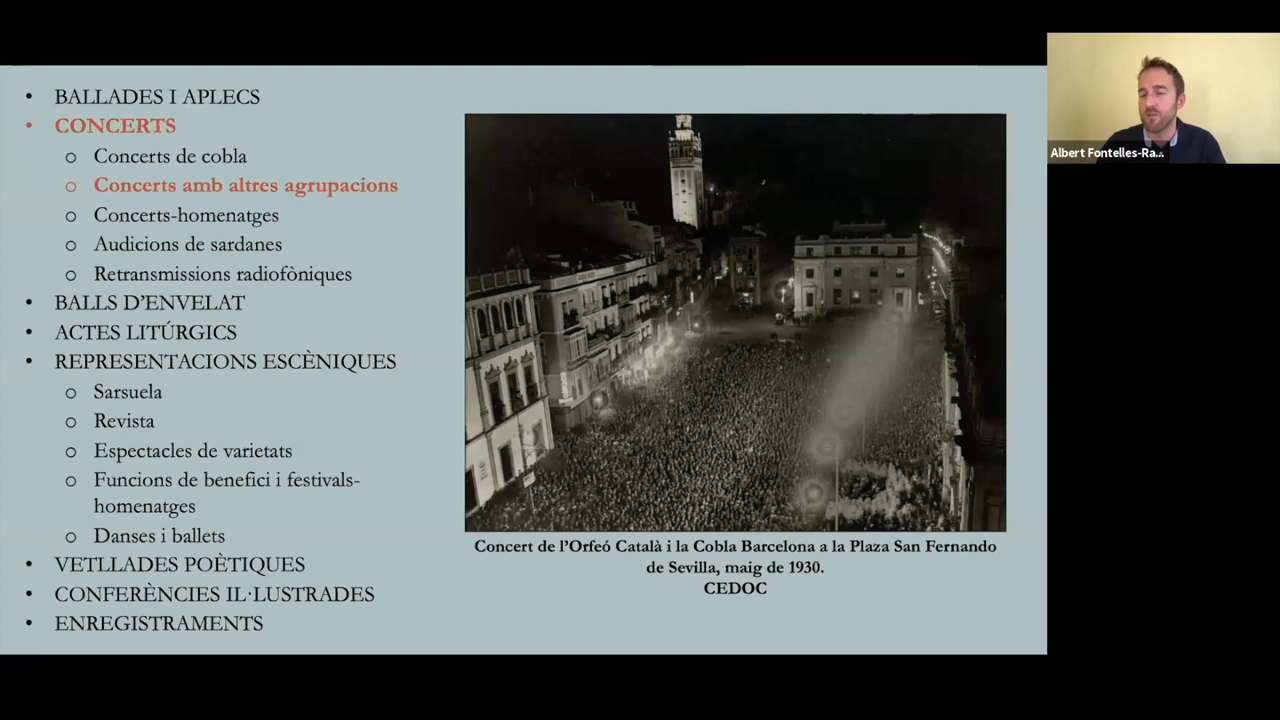 • BALLADES I APLECS
• CONCERTS
o Concerts de cobla
o Concerts amb altres agrupacions
o Concerts-homenatges
o Audicions de sardanes
o Retransmissions radiofòniques
• BALLS D'ENVELAT
• ACTES LITÚRGICS
• REPRESENTACIONS ESCÈNIQUES
o Sarsuela
o Revista
o Espectacles de varietats
o Funcions de benefici i festivals-
homenatges
o Danses i ballets
• VETLLADES POÈTIQUES
• CONFERÈNCIES IL·LUSTRADES
• ENREGISTRAMENTS
Concert de l'Orfeó Català i la Cobla Barcelona a la Plaza San Fernando
de Sevilla, maig de 1930.
CEDOC
Albert Fontelles-Ra...